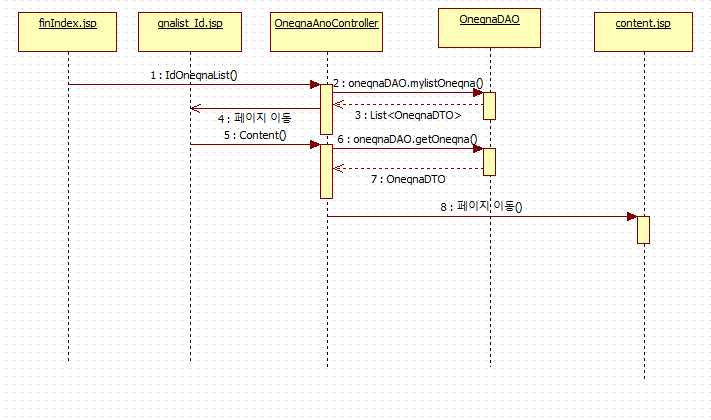 finIndex.jsp
qnalist_Id.jsp
OneqnaAnoController
OneqnaDAO
content.jsp
1 : IdOneqnaList()
2 : oneqnaDAO.mylistOneqna()
3 : List<OneqnaDTO>
4 : 페이지 이동
5 : Content()
6 : oneqnaDAO.getOneqna()
7 : OneqnaDTO
8 : 페이지 이동()